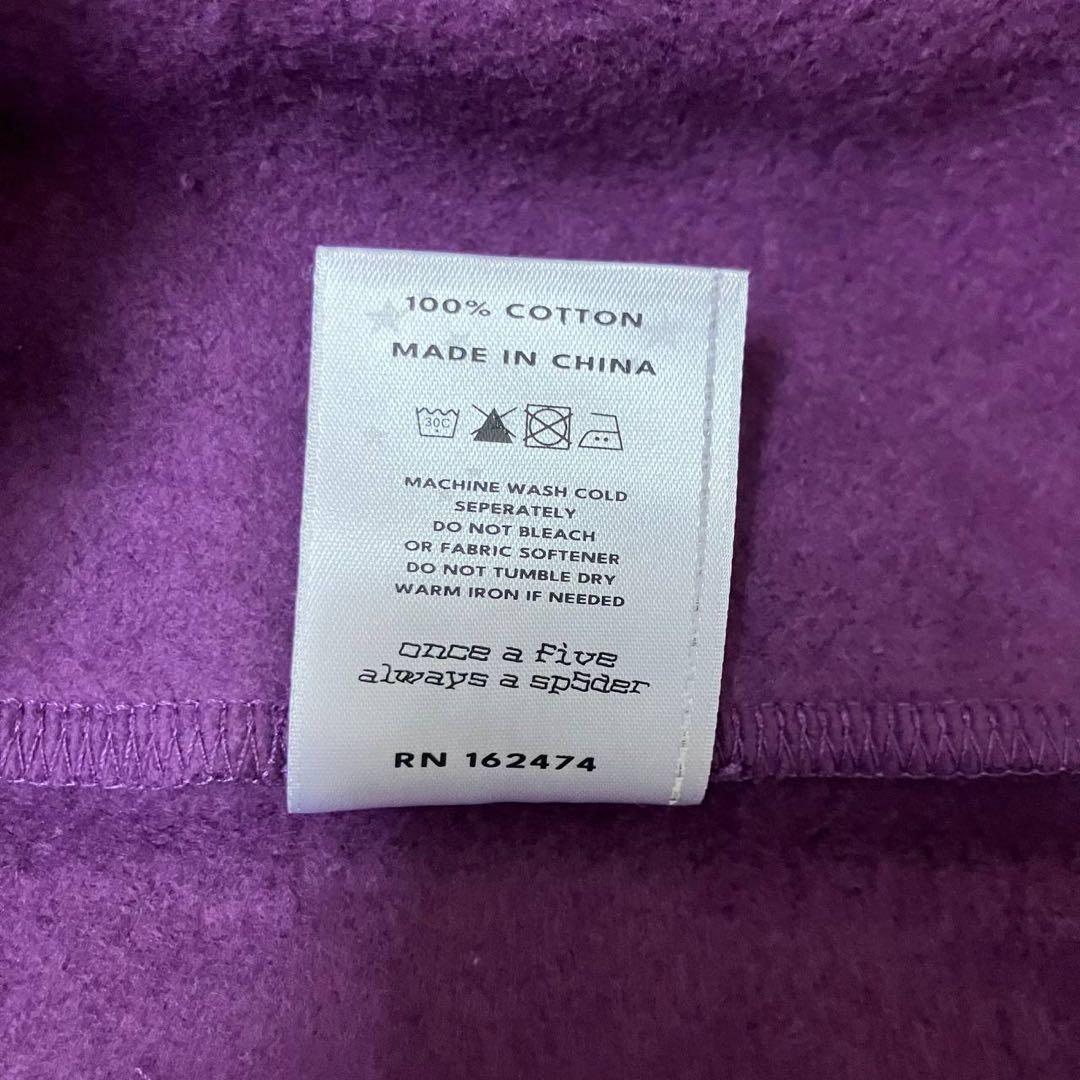 100% COTTON
MADE IN CHINA
30C
MACHINE WASH COLD
SEPERATELY
DO NOT BLEACH
OR FABRIC SOFTENER
DO NOT TUMBLE DRY
WARM IRON IF NEEDED
once a five
always a sp5der
RN 162474